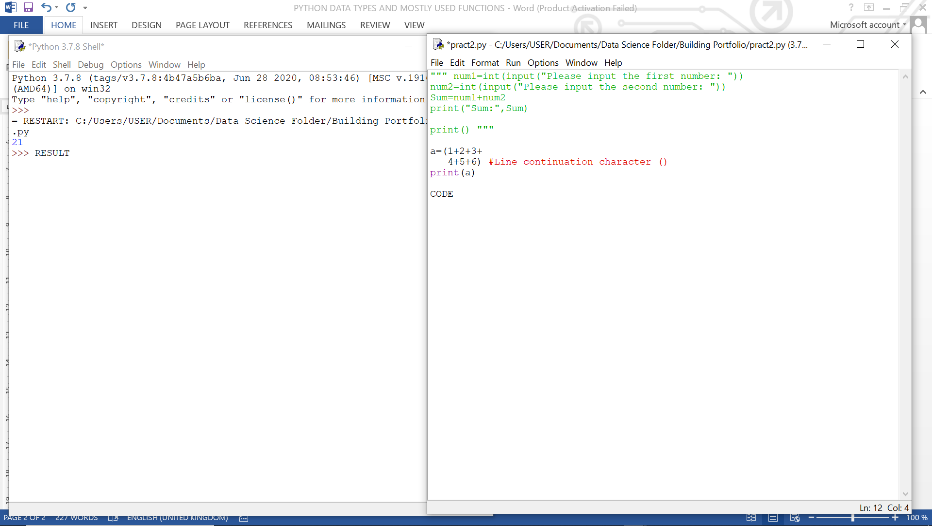 PYTHON DATA TYPES AND MOSTLY USED FUNCTIONS - Word (Product Activation Failed)
FILE HOME INSERT DESIGN PAGE LAYOUT REFERENCES MAILINGS REVIEW VIEW Microsoft account
*Python 3.7.8 Shell*
File Edit Shell Debug Options Window Help
Python 3.7.8 (tags/v3.7.8:4b47a5b6ba, Jun 28 2020, 08:53:46) [MSC v.191
(AMD64)] on win32
Type "help", "copyright", "credits" or "license()" for more information
>>>
= RESTART: C:/Users/USER/Documents/Data Science Folder/Building Portfol
.py
21
>>> RESULT
*pract2.py C:/Users/USER/Documents/Data Science Folder/Building Portfolio/pract2.py (3.7...
File Edit Format Run Options Window Help
""" num1=int(input("Please input the first number: "))
num2=int(input("Please input the second number: "))
Sum=num1+num2
print("Sum:",Sum)
print() """
a=(1+2+3+
4+5+6) #Line continuation character ()
print(a)
CODE
Ln: 12 Col: 4
PAGE 2 OF 2 227 WORDS ENGLISH (UNITED KINGDOM) 100 %